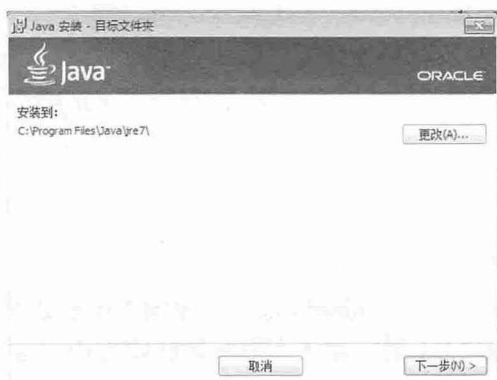 Java 安装 - 目标文件夹
Java
ORACLE
安装到:
C:\Program Files\Java\jre7\
更改(A)...
取消
下一步(N) >